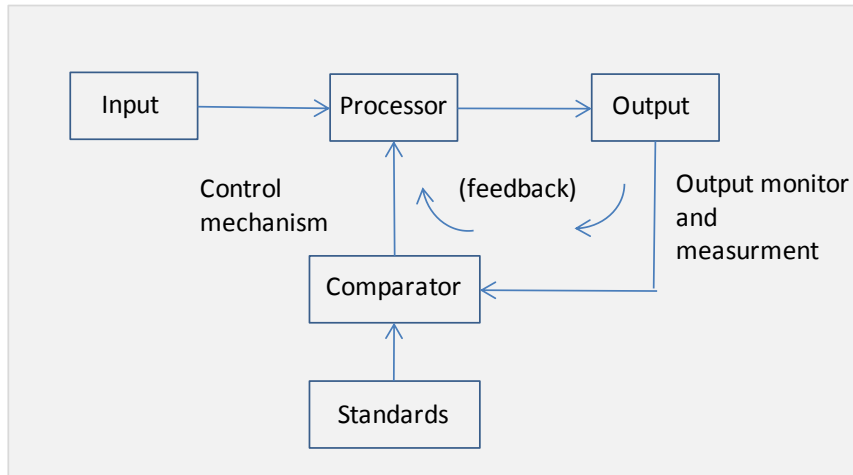 Input
Processor
Output
Control
mechanism
(feedback)
Output monitor
and
measurment
Comparator
Standards